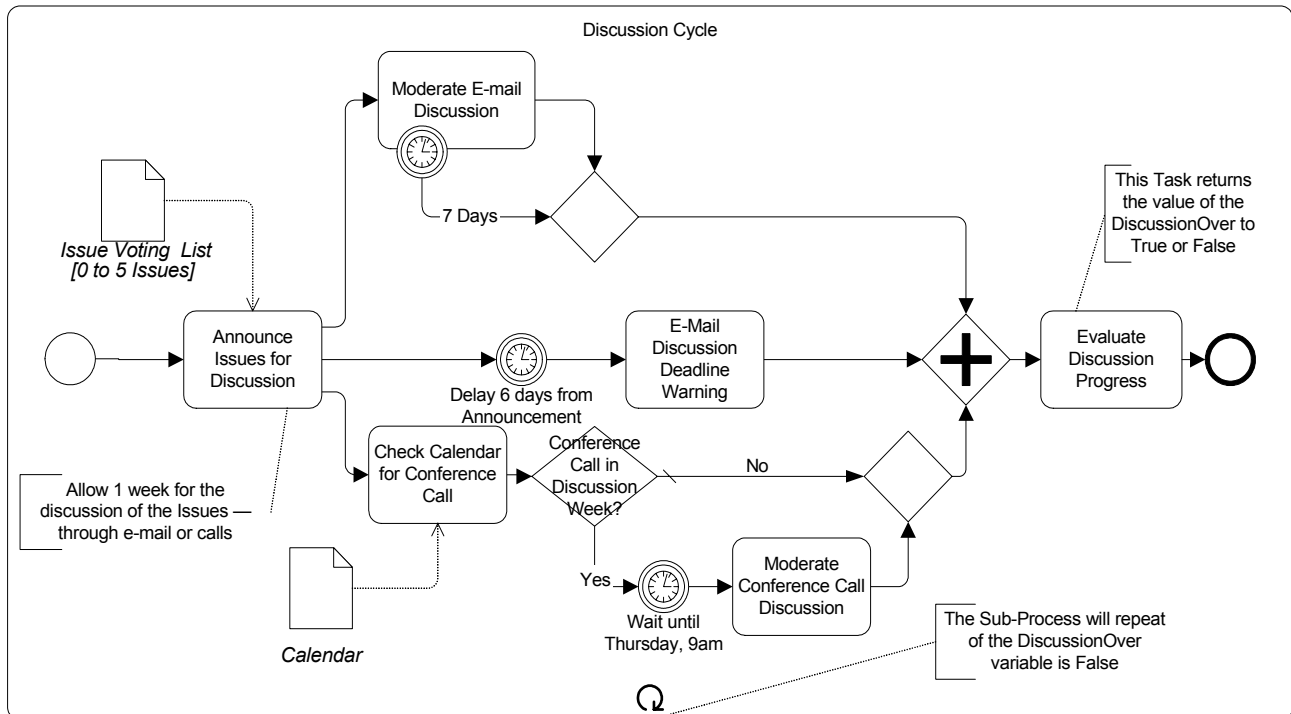 Discussion Cycle
Moderate E-mail
Discussion
7 Days
This Task returns
the value of the
DiscussionOver to
True or False
Issue Voting List
[0 to 5 Issues]
Announce
Issues for
Discussion
Delay 6 days from
Announcement
E-Mail
Discussion
Deadline
Warning
Evaluate
Discussion
Progress
Check Calendar
for Conference
Call
Conference
Call in
Discussion
Week?
No
Allow 1 week for the
discussion of the Issues —
through e-mail or calls
Calendar
Yes
Wait until
Thursday, 9am
Moderate
Conference Call
Discussion
The Sub-Process will repeat
of the DiscussionOver
variable is False